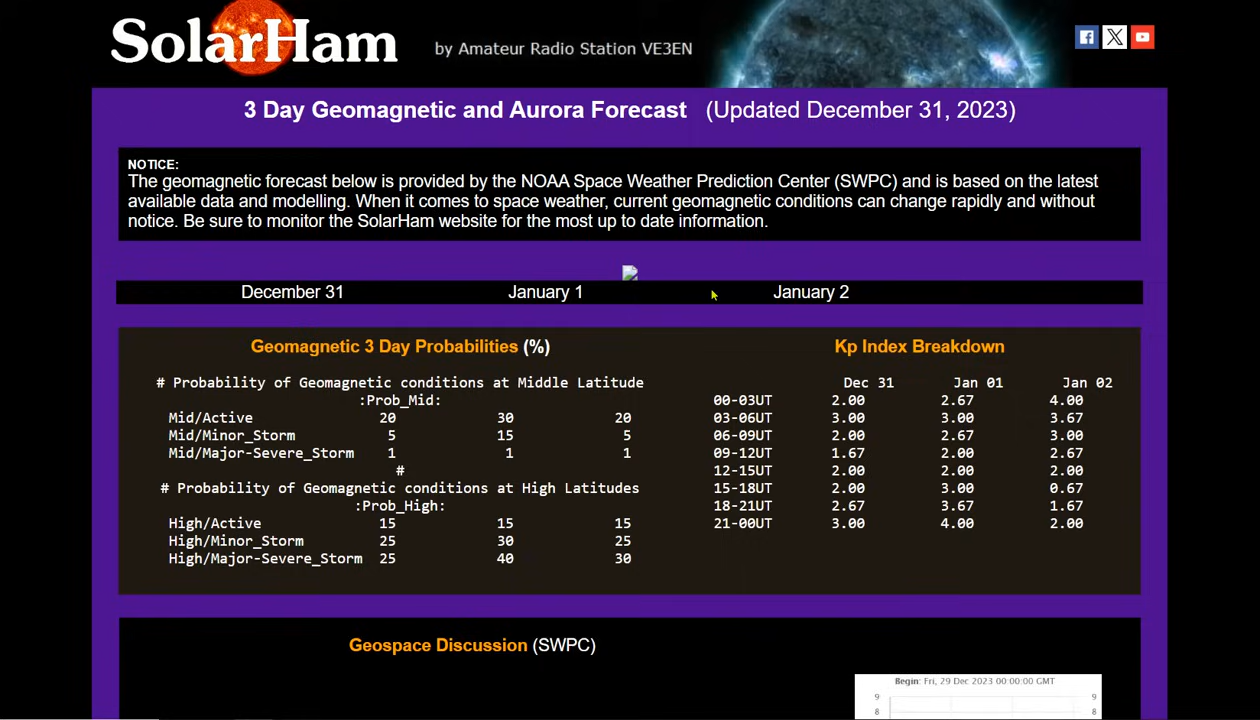 SolarHam by Amateur Radio Station VE3EN
3 Day Geomagnetic and Aurora Forecast (Updated December 31, 2023)
NOTICE:
The geomagnetic forecast below is provided by the NOAA Space Weather Prediction Center (SWPC) and is based on the latest
available data and modelling. When it comes to space weather, current geomagnetic conditions can change rapidly and without
notice. Be sure to monitor the SolarHam website for the most up to date information.
December 31 January 1 January 2
Geomagnetic 3 Day Probabilities (%)
# Probability of Geomagnetic conditions at Middle Latitude
:Prob_Mid:
Mid/Active 20 30 20
Mid/Minor_Storm 5 15 5
Mid/Major-Severe_Storm 1 1 1
#
# Probability of Geomagnetic conditions at High Latitudes
:Prob_High:
High/Active 15 15 15
High/Minor_Storm 25 30 25
High/Major-Severe_Storm 25 40 30
Kp Index Breakdown
Dec 31 Jan 01 Jan 02
00-03UT 2.00 2.67 4.00
03-06UT 3.00 3.00 3.67
06-09UT 2.00 2.67 3.00
09-12UT 1.67 2.00 2.67
12-15UT 2.00 2.00 2.00
15-18UT 2.00 3.00 0.67
18-21UT 2.67 3.67 1.67
21-00UT 3.00 4.00 2.00
Geospace Discussion (SWPC)
Begin: Fri, 29 Dec 2023 00:00:00 GMT
9 9
8 8